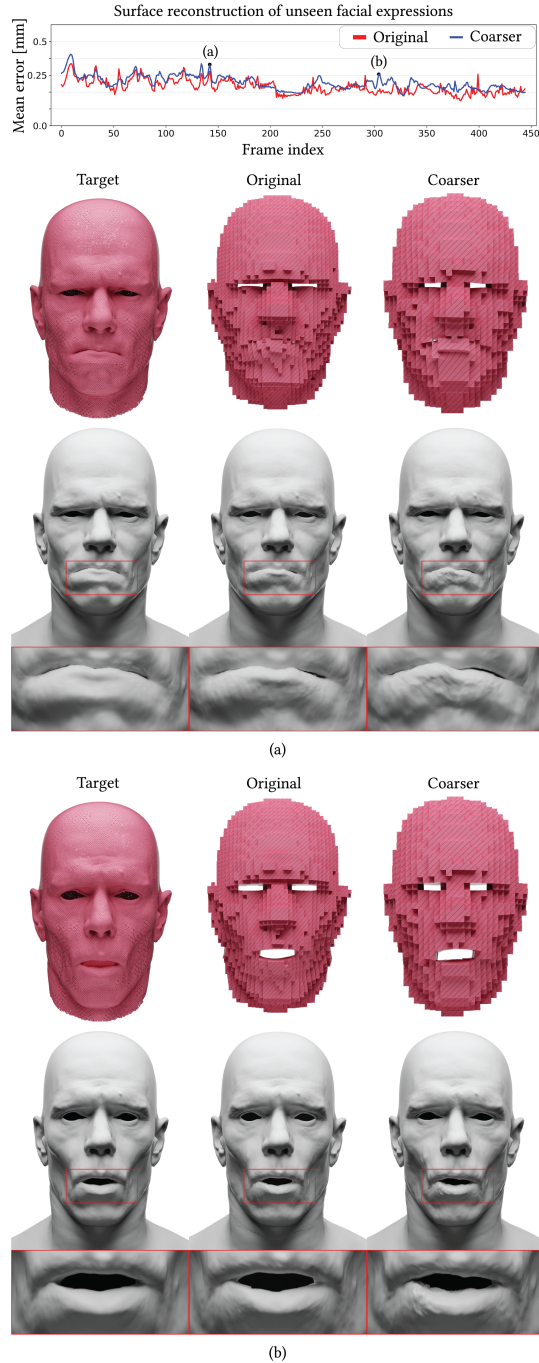 Surface reconstruction of unseen facial expressions
Mean error [mm]
0.5
0.25
0.0
(a)
(b)
Original
Coarser
0 50 100 150 200 250 300 350 400 450
Frame index
Target Original Coarser
(a)
Target Original Coarser
(b)